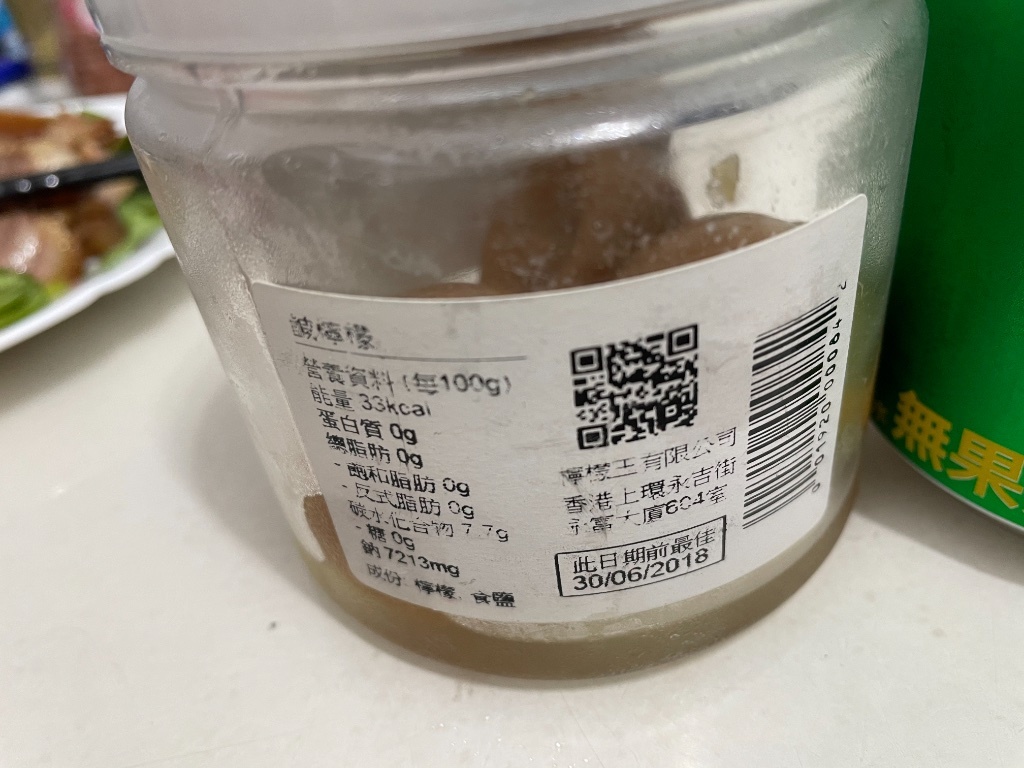 鹹檸檬
營養資料 (每100g)
能量 33kcal
蛋白質 0g
總脂肪 0g
- 飽和脂肪 0g
- 反式脂肪 0g
碳水化合物 7.7g
- 糖 0g
鈉 7213mg
成份: 檸檬, 食鹽
檸檬王有限公司
香港上環永吉街
永富大廈604室
此日期前最佳
30/06/2018
0 01920 00064 2
無果